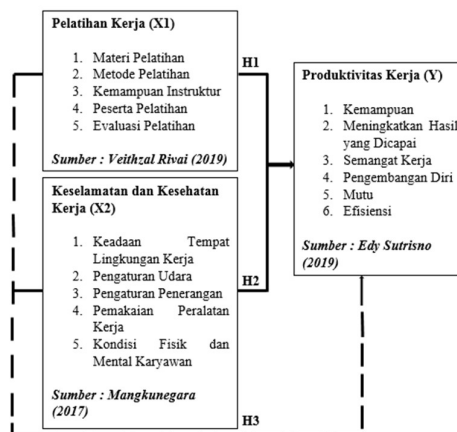 Pelatihan Kerja (X1)
1. Materi Pelatihan
2. Metode Pelatihan
3. Kemampuan Instruktur
4. Peserta Pelatihan
5. Evaluasi Pelatihan
Sumber : Veithzal Rivai (2019)
H1
Keselamatan dan Kesehatan
Kerja (X2)
1. Keadaan Tempat
Lingkungan Kerja
2. Pengaturan Udara
3. Pengaturan Penerangan
4. Pemakaian Peralatan
Kerja
5. Kondisi Fisik dan
Mental Karyawan
Sumber : Mangkunegara
(2017)
H2
H3
Produktivitas Kerja (Y)
1. Kemampuan
2. Meningkatkan Hasil
yang Dicapai
3. Semangat Kerja
4. Pengembangan Diri
5. Mutu
6. Efisiensi
Sumber : Edy Sutrisno
(2019)